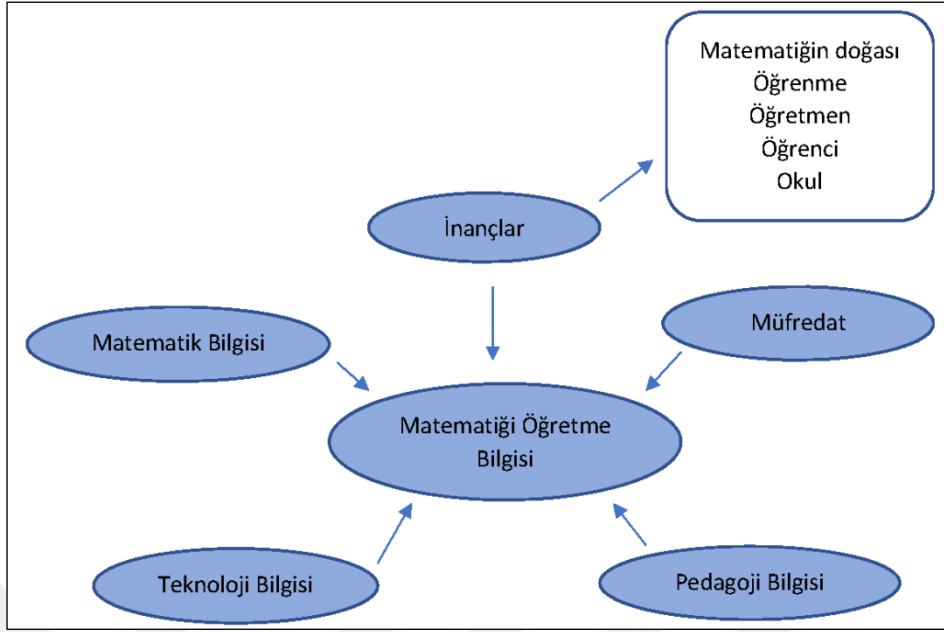 Matematiğin doğası
Öğrenme
Öğretmen
Öğrenci
Okul
İnançlar
Matematik Bilgisi
Müfredat
Matematiği Öğretme
Bilgisi
Teknoloji Bilgisi
Pedagoji Bilgisi